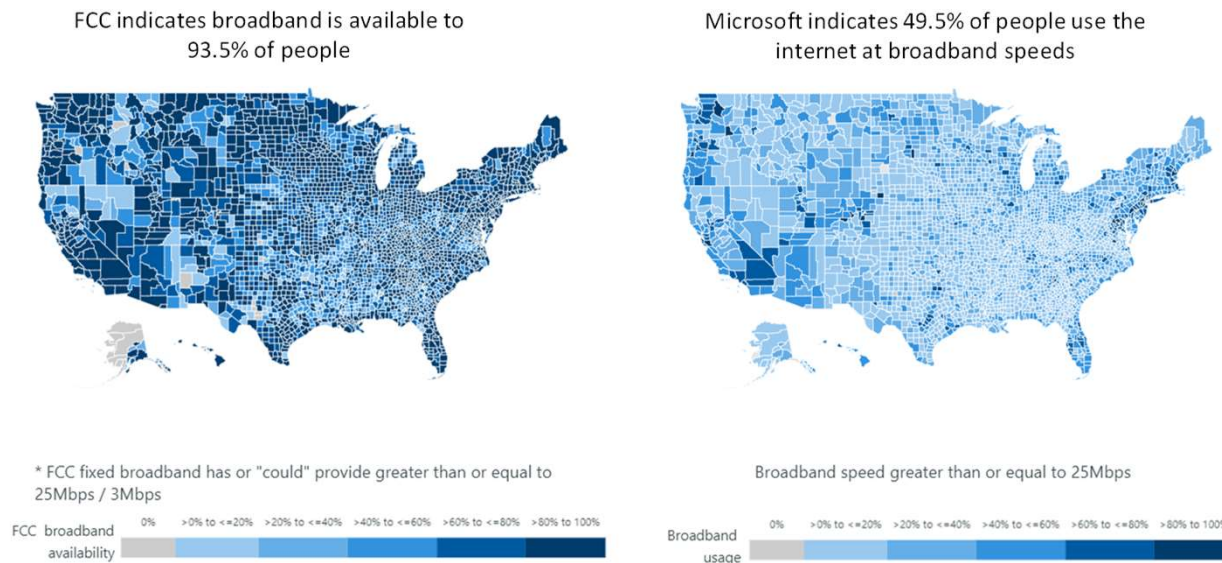 FCC indicates broadband is available to
93.5% of people
Microsoft indicates 49.5% of people use the
internet at broadband speeds
* FCC fixed broadband has or "could" provide greater than or equal to
25Mbps / 3Mbps
FCC broadband
availability
0% >0% to <=20% >20% to <=40% >40% to <=60% >60% to <=80% >80% to 100%
Broadband speed greater than or equal to 25Mbps
Broadband
usage
0% >0% to <=20% >20% to <=40% >40% to <=60% >60% to <=80% >80% to 100%